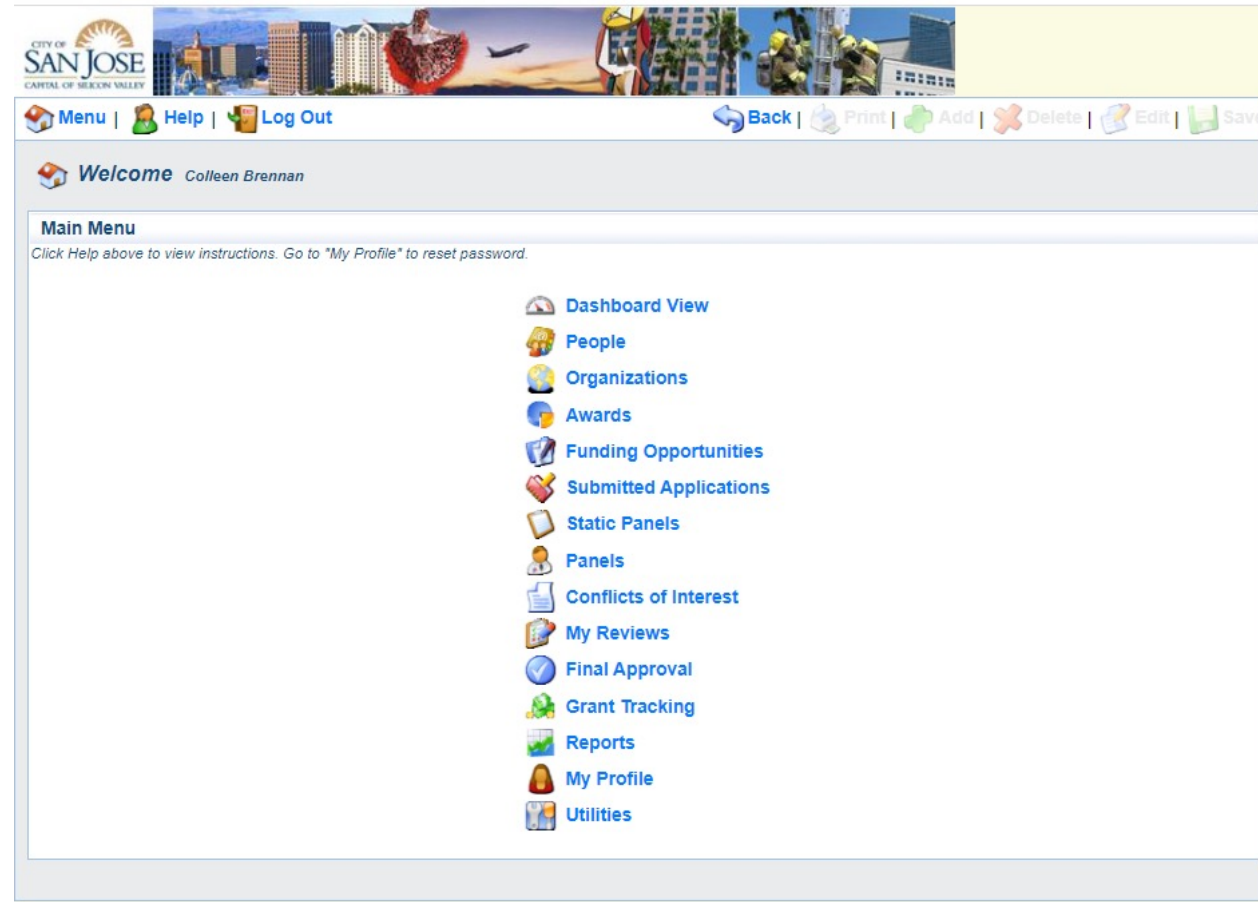 CITY OF
SAN JOSE
CAPITAL OF SILICON VALLEY
Menu | Help | Log Out Back | Print | Add | Delete | Edit | Save
Welcome Colleen Brennan
Main Menu
Click Help above to view instructions. Go to "My Profile" to reset password.
Dashboard View
People
Organizations
Awards
Funding Opportunities
Submitted Applications
Static Panels
Panels
Conflicts of Interest
My Reviews
Final Approval
Grant Tracking
Reports
My Profile
Utilities